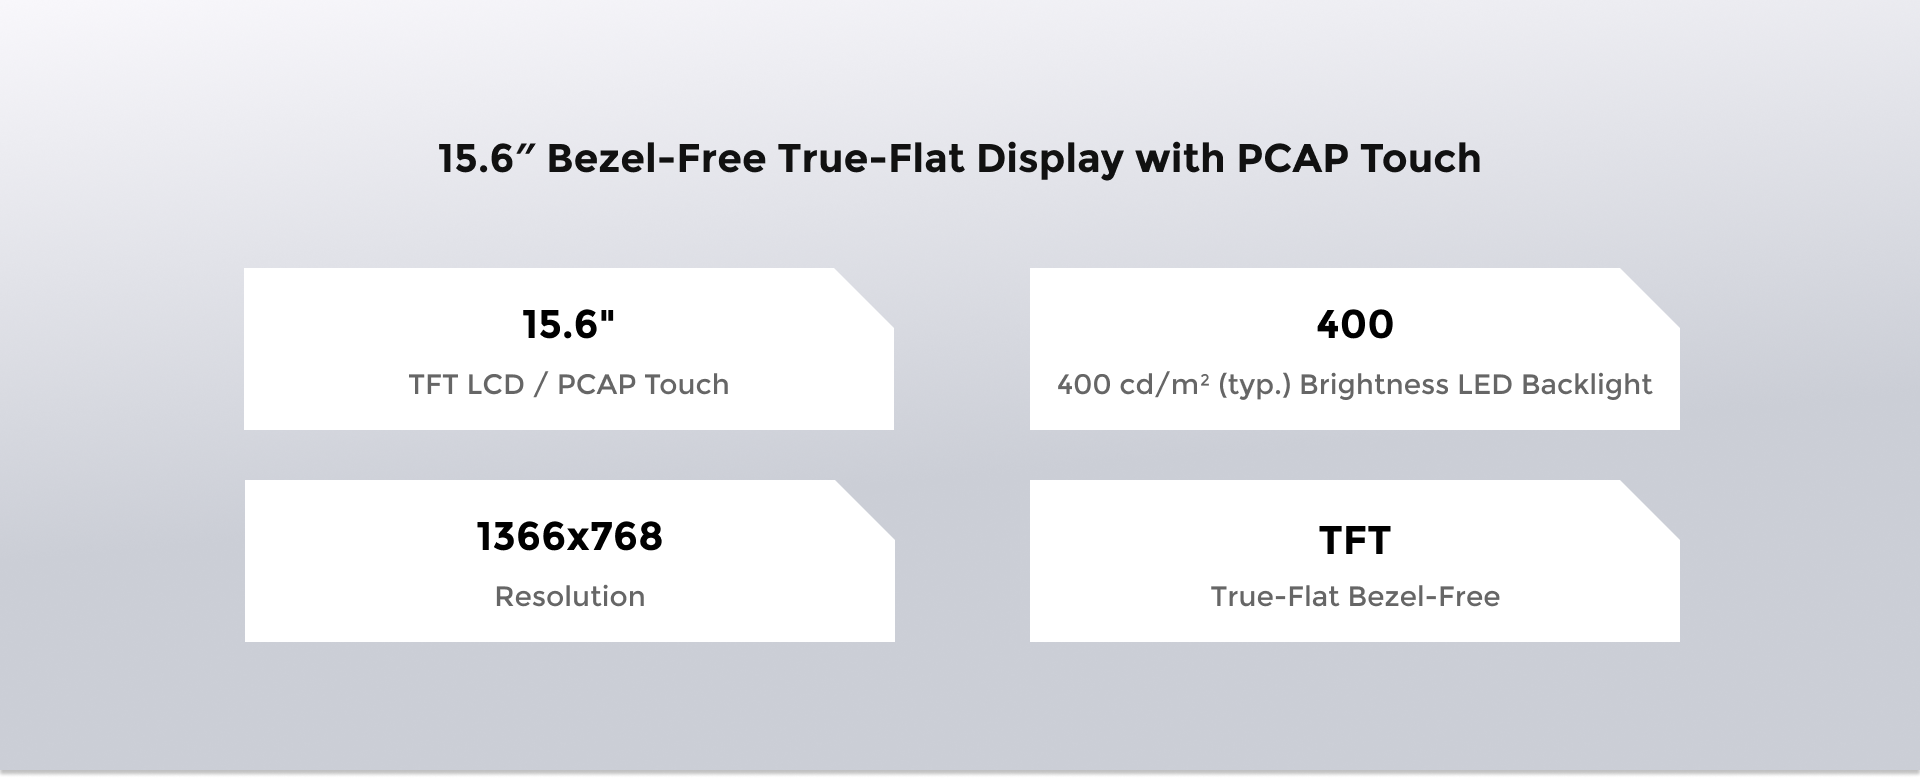 15.6″ Bezel-Free True-Flat Display with PCAP Touch
15.6"
TFT LCD / PCAP Touch
400
400 cd/m² (typ.) Brightness LED Backlight
1366x768
Resolution
TFT
True-Flat Bezel-Free